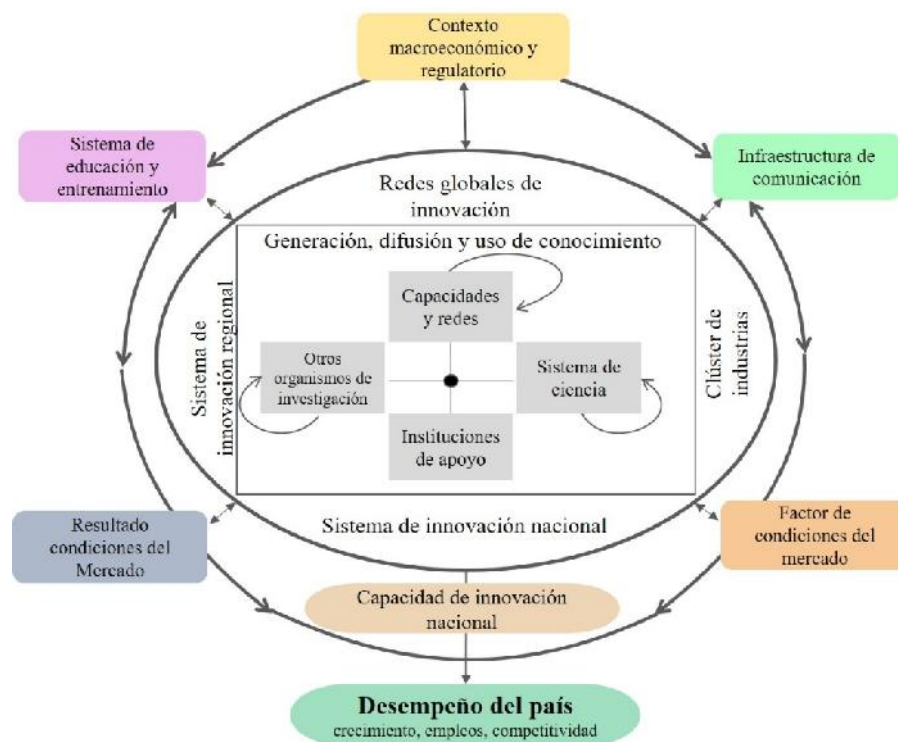 Contexto
macroeconómico y
regulatorio
Sistema de
educación y
entrenamiento
Infraestructura de
comunicación
Redes globales de
innovación
Generación, difusión y uso de conocimiento
Capacidades
y redes
Sistema de
innovación regional
Otros
organismos de
investigación
Sistema de
ciencia
Clúster de
industrias
Instituciones
de apoyo
Sistema de innovación nacional
Resultado
condiciones del
Mercado
Factor de
condiciones del
mercado
Capacidad de innovación
nacional
Desempeño del país
crecimiento, empleos, competitividad